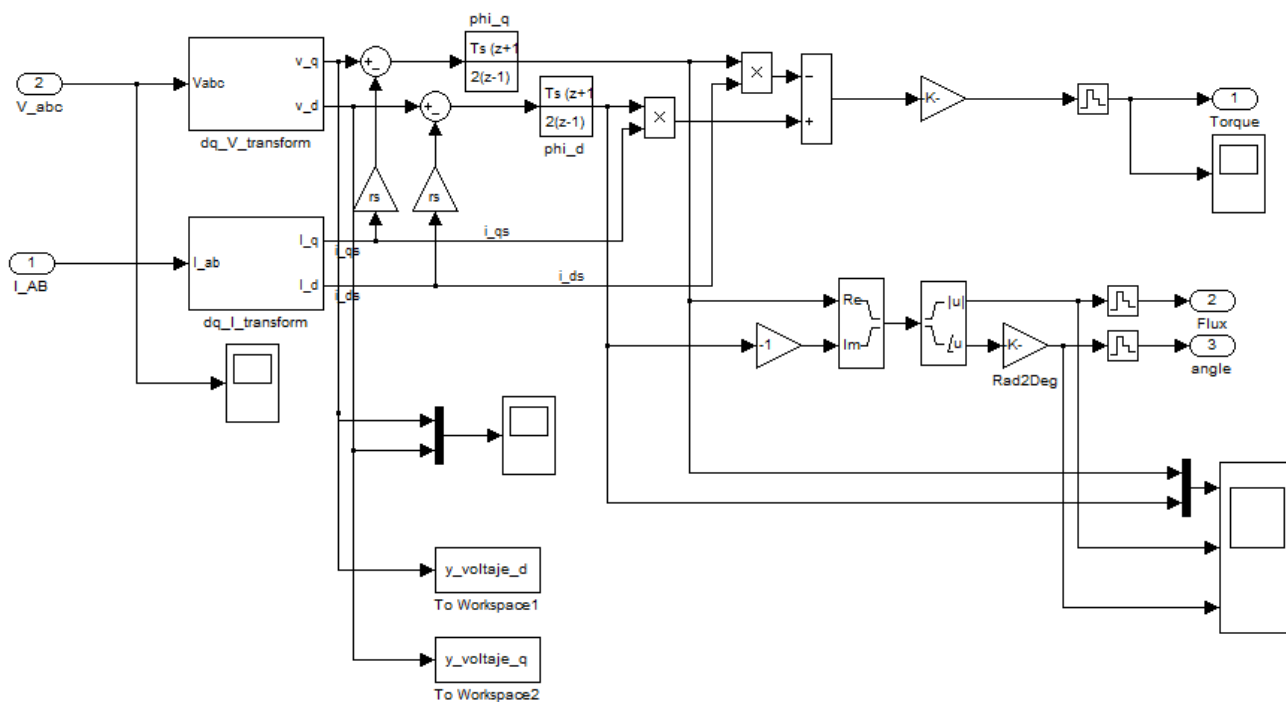 phi_q
Ts (z+1
2(z-1)
v_q
+
−
×
−
2
V_abc
Vabc
v_d
dq_V_transform
+
−
Ts (z+1
2(z-1)
phi_d
×
+
K-
1
Torque
rs
rs
I_q
i_qs
i_qs
1
I_AB
I_ab
I_d
i_ds
i_ds
dq_I_transform
Re
Im
|u|
∠u
2
Flux
-1
K-
Rad2Deg
3
angle
y_voltaje_d
To Workspace1
y_voltaje_q
To Workspace2